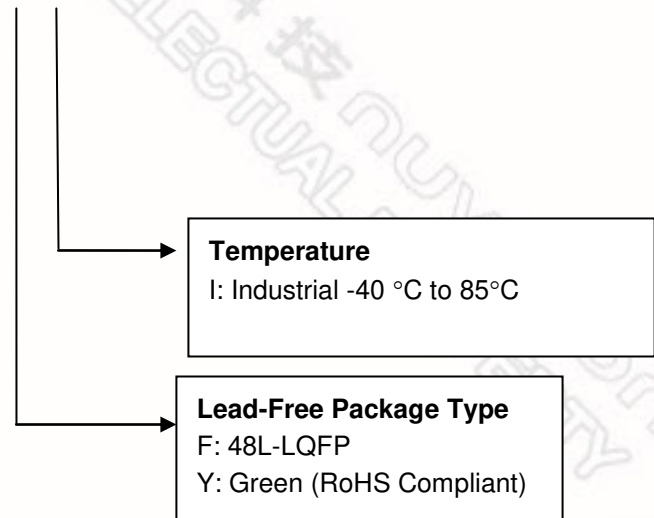 Temperature
I: Industrial -40 °C to 85°C
Lead-Free Package Type
F: 48L-LQFP
Y: Green (RoHS Compliant)